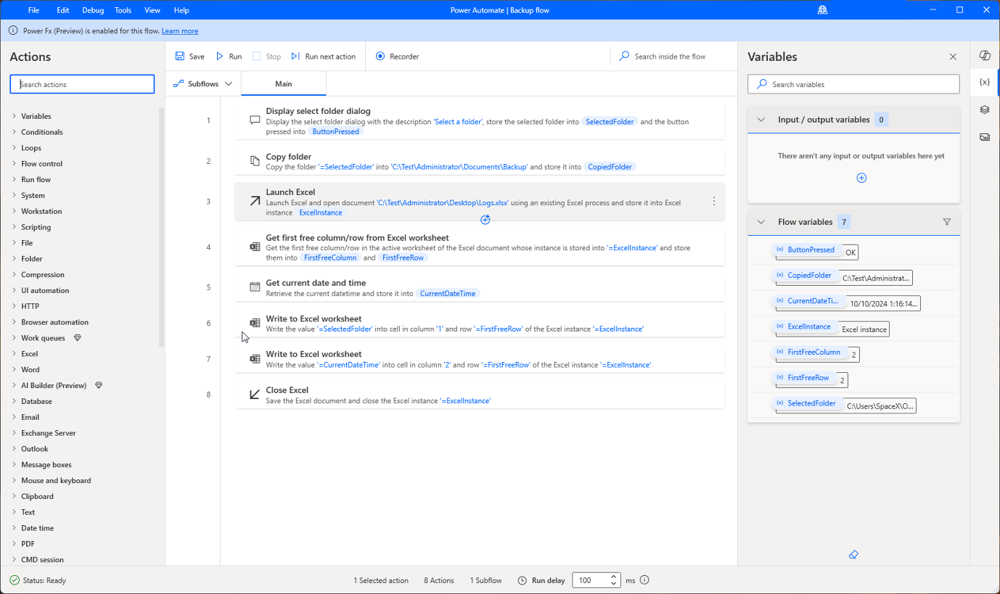 File Edit Debug Tools View Help Power Automate | Backup flow
Power Fx (Preview) is enabled for this flow. Learn more
Actions
Search actions
Variables
Conditionals
Loops
Flow control
Run flow
System
Workstation
Scripting
File
Folder
Compression
UI automation
HTTP
Browser automation
Work queues
Excel
Word
AI Builder (Preview)
Database
Email
Exchange Server
Outlook
Message boxes
Mouse and keyboard
Clipboard
Text
Date time
PDF
CMD session
Save Run Stop Run next action Recorder Search inside the flow
Subflows Main
1
Display select folder dialog
Display the select folder dialog with the description 'Select a folder', store the selected folder into SelectedFolder and the button
pressed into ButtonPressed
2
Copy folder
Copy the folder '=SelectedFolder' into 'C:\Test\Administrator\Documents\Backup' and store it into CopiedFolder
3
Launch Excel
Launch Excel and open document 'C:\Test\Administrator\Desktop\Logs.xlsx' using an existing Excel process and store it into Excel
instance ExcelInstance
4
Get first free column/row from Excel worksheet
Get the first free column/row in the active worksheet of the Excel document whose instance is stored into '=ExcelInstance' and store
them into FirstFreeColumn and FirstFreeRow
5
Get current date and time
Retrieve the current datetime and store it into CurrentDateTime
6
Write to Excel worksheet
Write the value '=SelectedFolder' into cell in column '1' and row '=FirstFreeRow' of the Excel instance '=ExcelInstance'
7
Write to Excel worksheet
Write the value '=CurrentDateTime' into cell in column '2' and row '=FirstFreeRow' of the Excel instance '=ExcelInstance'
8
Close Excel
Save the Excel document and close the Excel instance '=ExcelInstance'
Variables
Search variables
{x}
Input / output variables 0
There aren't any input or output variables here yet
Flow variables 7
(x) ButtonPressed OK
(x) CopiedFolder C:\Test\Administrat...
(x) CurrentDateTi... 10/10/2024 1:16:14...
(x) ExcelInstance Excel instance
(x) FirstFreeColumn 2
(x) FirstFreeRow 2
(x) SelectedFolder C:\Users\SpaceX\O...
Status: Ready 1 Selected action 8 Actions 1 Subflow Run delay 100 ms